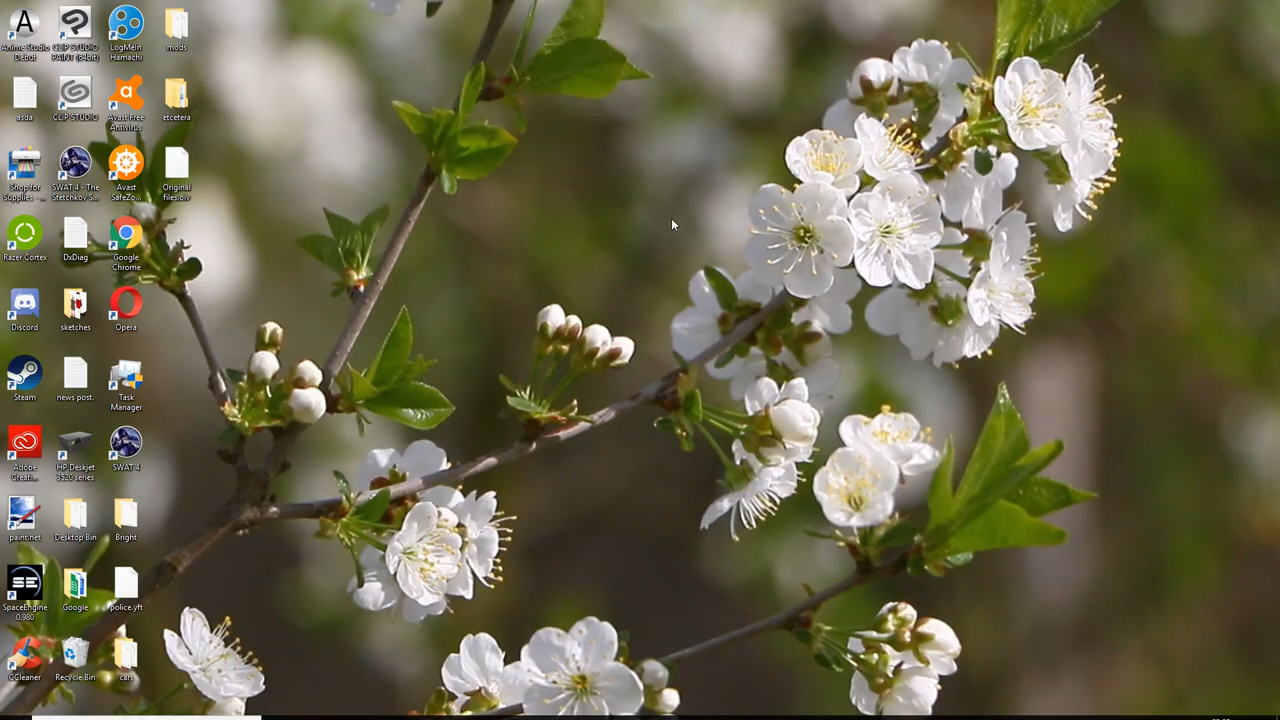 Anime Studio
Debut
CLIP STUDIO
PAINT (64bit)
LogMeIn
Hamachi
mods
asda
CLIP STUDIO
Avast Free
Antivirus
etcetera
Shop for
Supplies - ...
SWAT 4 - The
Stetchkov S...
Avast
SafeZo...
Original
files.oiv
Razer Cortex
DxDiag
Google
Chrome
Discord
sketches
Opera
Steam
news post.
Task
Manager
Adobe
Creati...
HP Deskjet
3520 series
SWAT 4
paint.net
Desktop Bin
Bright
SE
SpaceEngine
0.980
Google
police.yft
CCleaner
Recycle Bin
cars